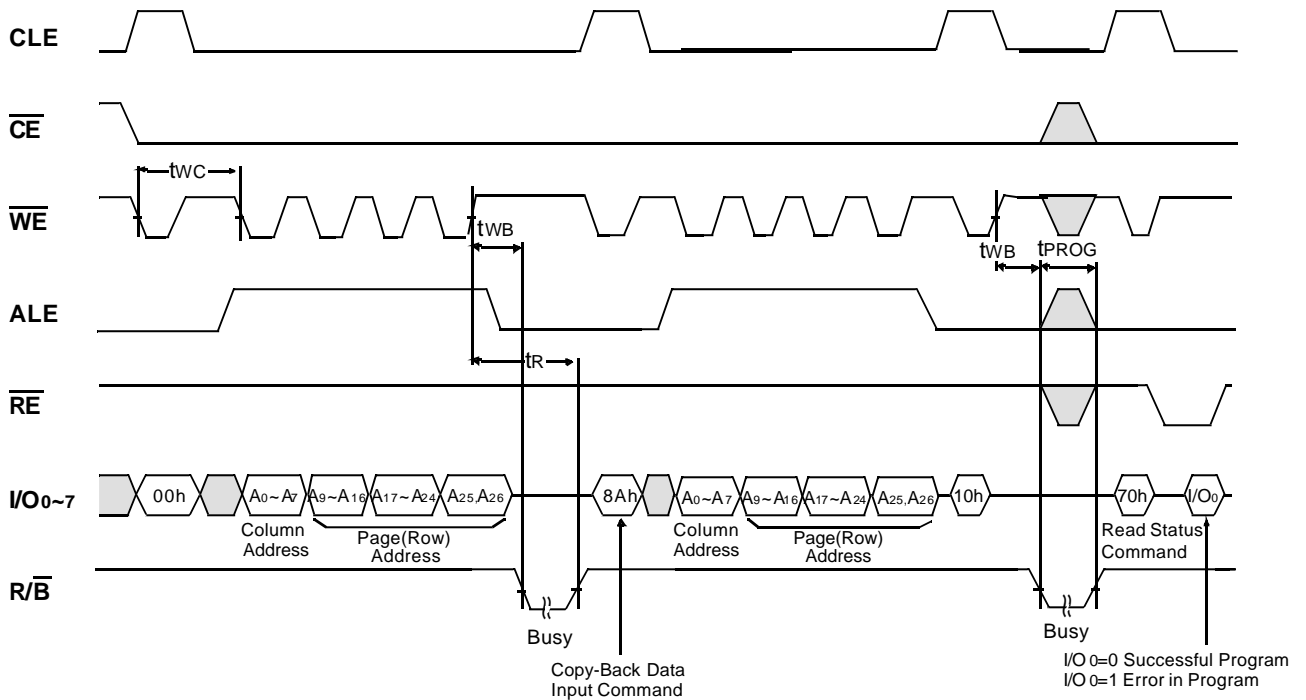 CLE
CE
tWC
WE
tWB
tWB
tPROG
ALE
tR
RE
I/O0~7
00h
A0~A7
A9~A16
A17~A24
A25,A26
8Ah
A0~A7
A9~A16
A17~A24
A25,A26
10h
70h
I/O0
Column
Address
Page(Row)
Address
Column
Address
Page(Row)
Address
Read Status
Command
R/B
Busy
Busy
Copy-Back Data
Input Command
I/O0=0 Successful Program
I/O0=1 Error in Program